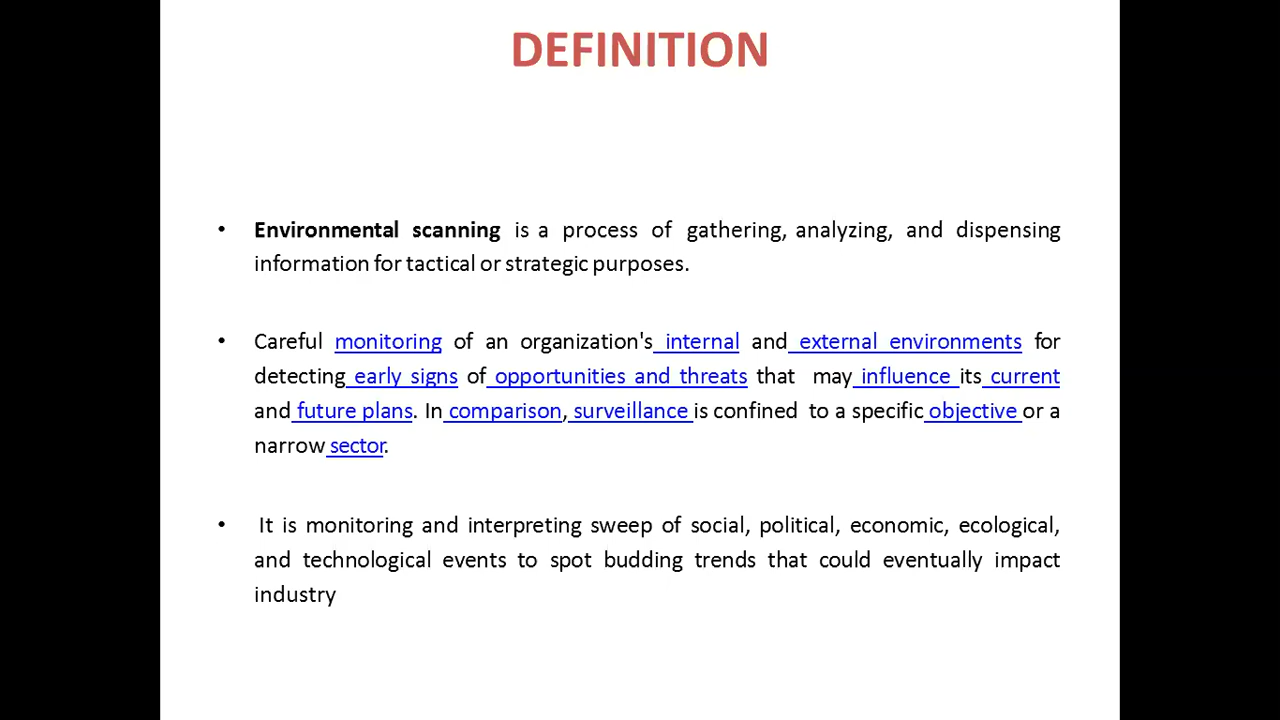 DEFINITION
• Environmental scanning is a process of gathering, analyzing, and dispensing
information for tactical or strategic purposes.
• Careful monitoring of an organization's internal and external environments for
detecting early signs of opportunities and threats that may influence its current
and future plans. In comparison, surveillance is confined to a specific objective or a
narrow sector.
• It is monitoring and interpreting sweep of social, political, economic, ecological,
and technological events to spot budding trends that could eventually impact
industry